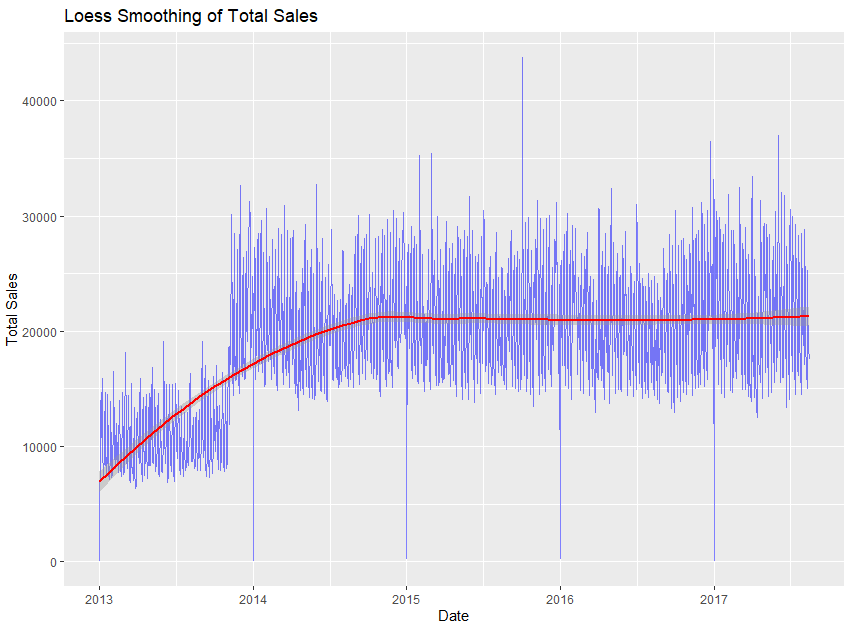 Loess Smoothing of Total Sales
Total Sales
40000
30000
20000
10000
0
2013 2014 2015 2016 2017
Date